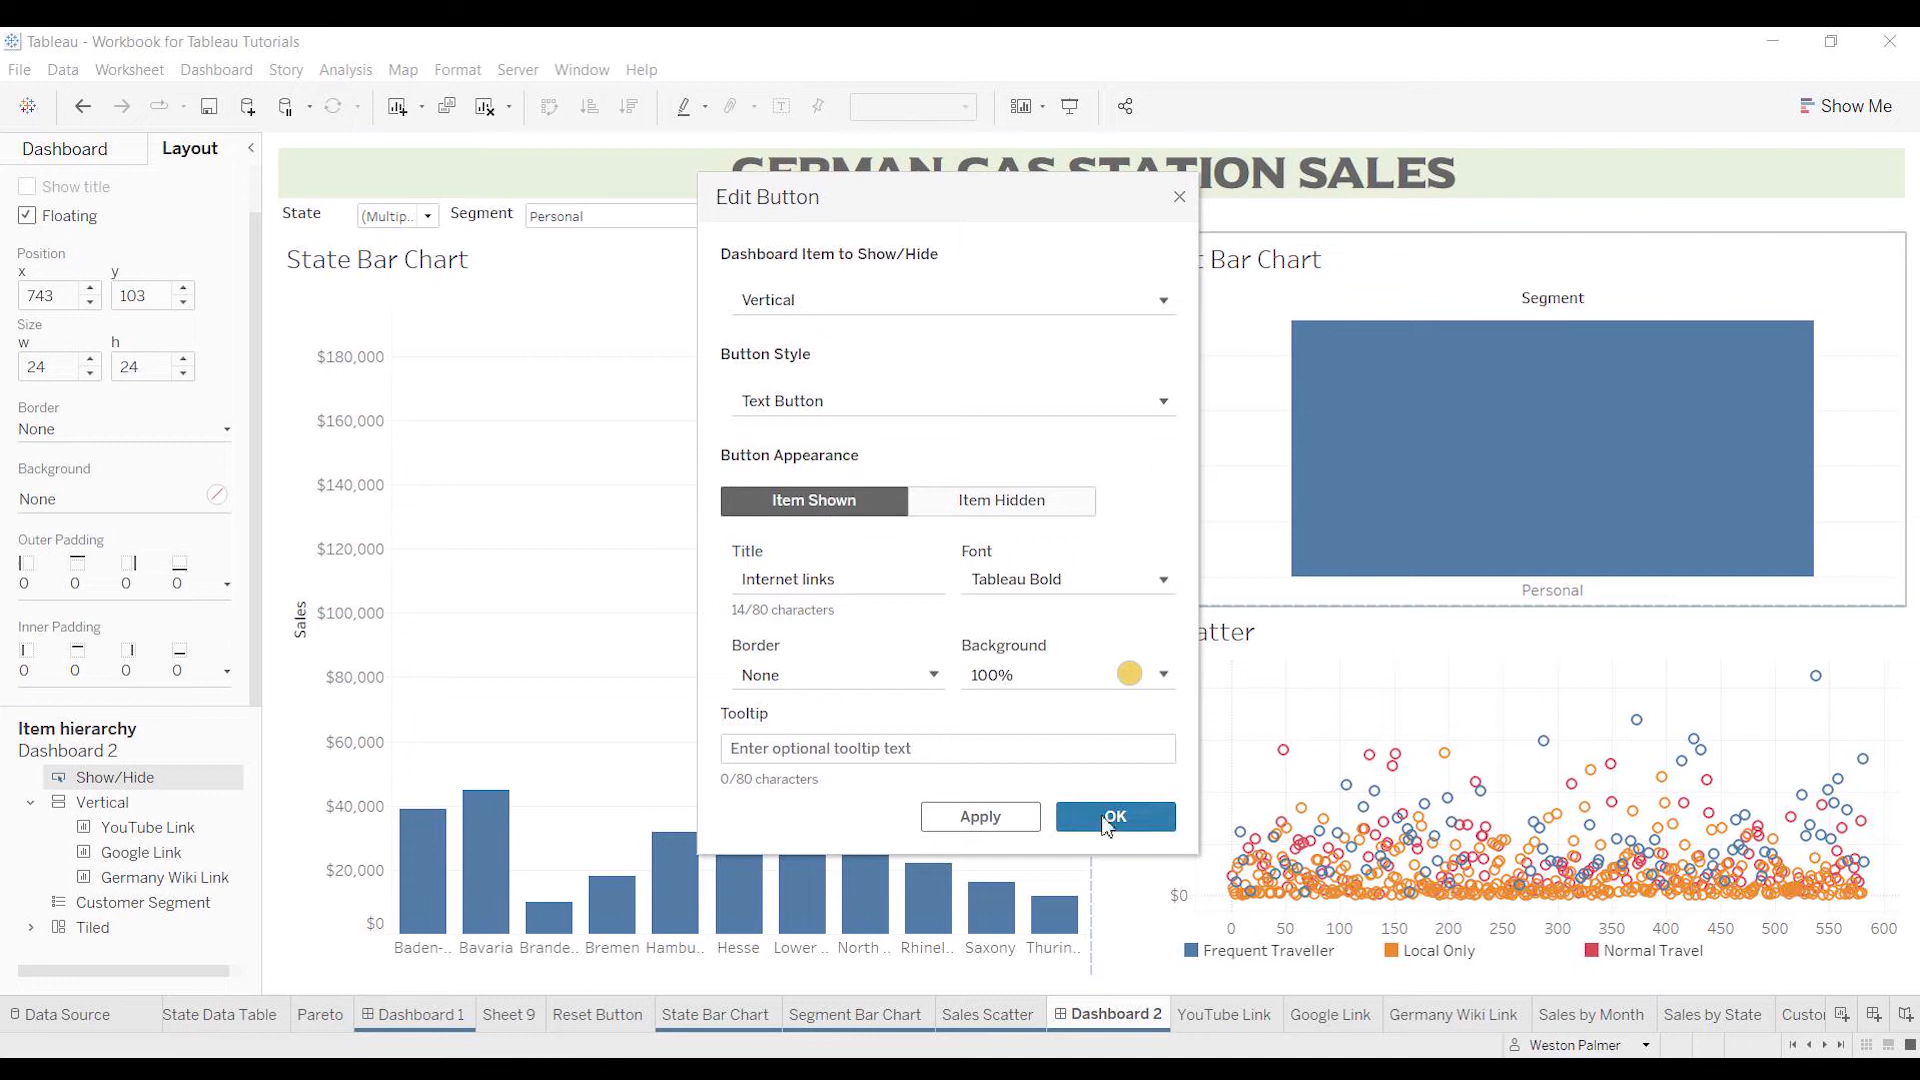 Tableau - Workbook for Tableau Tutorials
File Data Worksheet Dashboard Story Analysis Map Format Server Window Help
Show Me
Dashboard Layout
Show title
Floating
Position
x y
743 103
Size
w h
24 24
Border
None
Background
None
Outer Padding
0 0 0 0
Inner Padding
0 0 0 0
Item hierarchy
Dashboard 2
Show/Hide
Vertical
YouTube Link
Google Link
Germany Wiki Link
Customer Segment
Tiled
GERMAN GAS STATION SALES
State (Multip.. Segment Personal
State Bar Chart
$180,000
$160,000
$140,000
$120,000
$100,000
$80,000
$60,000
$40,000
$20,000
$0
Sales
Baden-.. Bavaria Brande.. Bremen Hambu.. Hesse Lower .. North .. Rhinel.. Saxony Thurin..
Edit Button
Dashboard Item to Show/Hide
Vertical
Button Style
Text Button
Button Appearance
Item Shown Item Hidden
Title Font
Internet links Tableau Bold
14/80 characters
Border Background
None 100%
Tooltip
Enter optional tooltip text
0/80 characters
Apply OK
t Bar Chart
Segment
Personal
atter
$0
0 50 100 150 200 250 300 350 400 450 500 550 600
Frequent Traveller Local Only Normal Travel
Data Source State Data Table Pareto Dashboard 1 Sheet 9 Reset Button State Bar Chart Segment Bar Chart Sales Scatter Dashboard 2 YouTube Link Google Link Germany Wiki Link Sales by Month Sales by State Custo
Weston Palmer